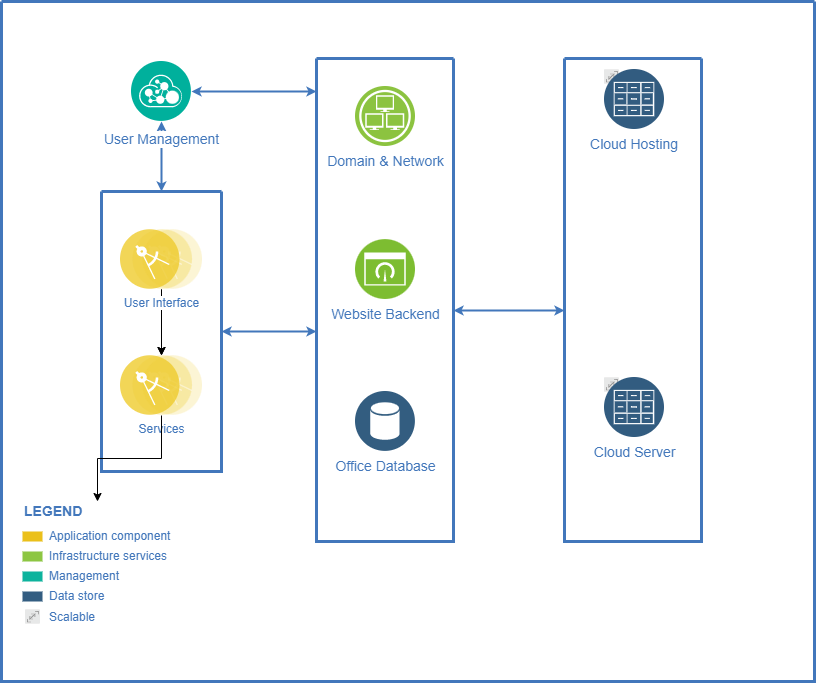 User Management
Domain & Network
Cloud Hosting
User Interface
Website Backend
Services
Office Database
Cloud Server
LEGEND
Application component
Infrastructure services
Management
Data store
Scalable